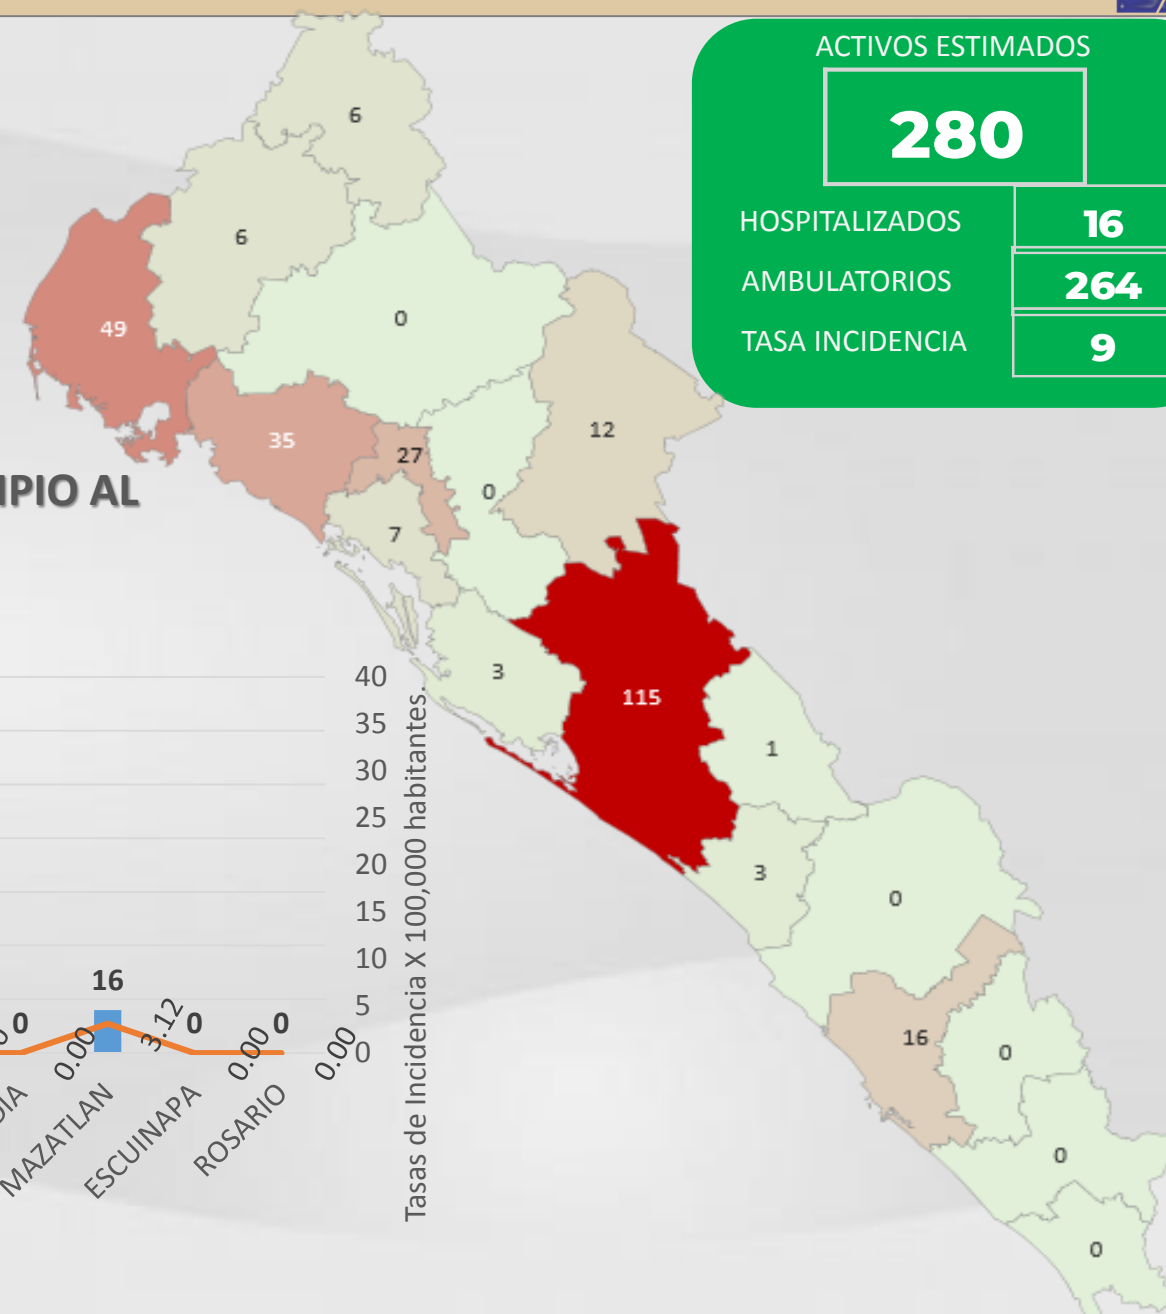 ACTIVOS ESTIMADOS
280
HOSPITALIZADOS 16
AMBULATORIOS 264
TASA INCIDENCIA 9
6
6
49
0
12
35
27
0
7
3
115
1
3
0
16
0
0
0
IPIO AL
40
35
30
25
20
15
10
5
0
Tasas de Incidencia X 100,000 habitantes.
0 16 0 0
0.00 3.12 0.00 0.00
DIA
MAZATLAN
ESCUINAPA
ROSARIO